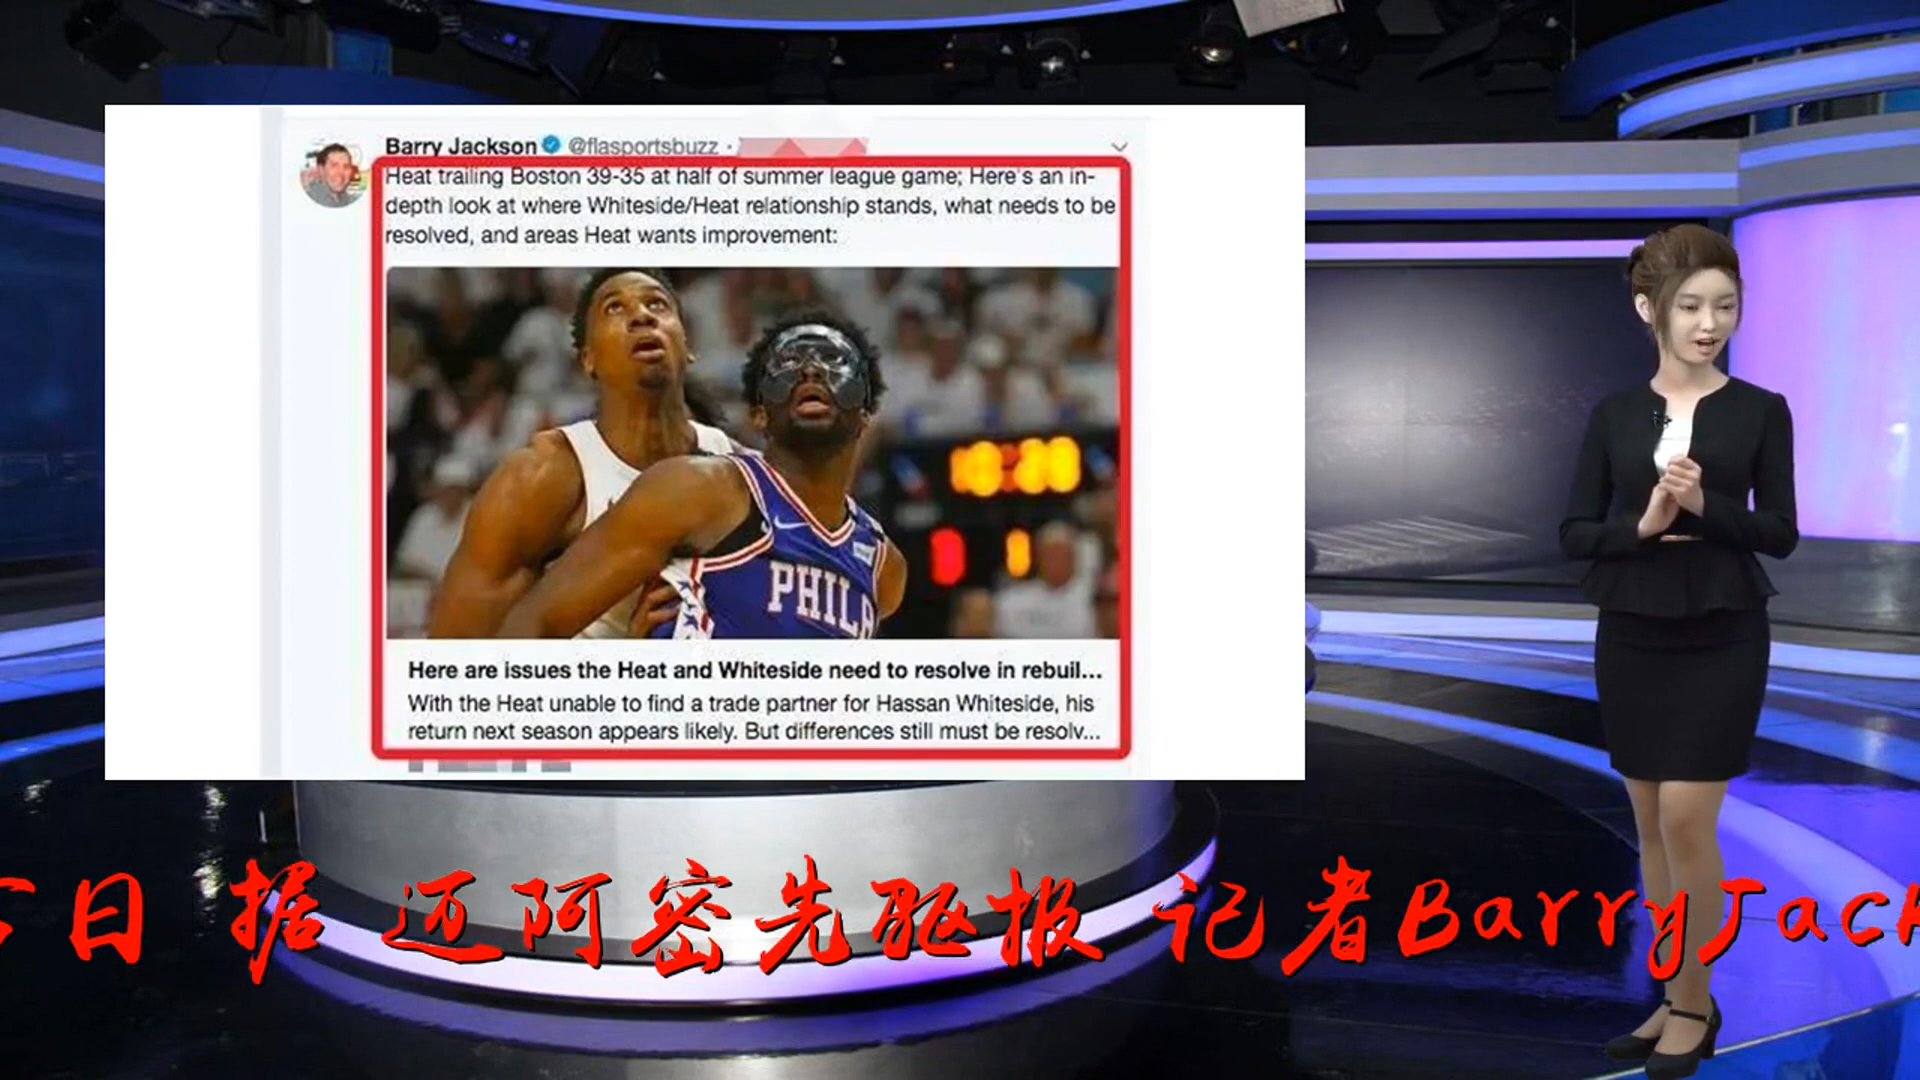 Barry Jackson @flasportsbuzz ·
Heat trailing Boston 39-35 at half of summer league game; Here's an in-
depth look at where Whiteside/Heat relationship stands, what needs to be
resolved, and areas Heat wants improvement:
PHILA
Here are issues the Heat and Whiteside need to resolve in rebuil...
With the Heat unable to find a trade partner for Hassan Whiteside, his
return next season appears likely. But differences still must be resolv...
今日 据 迈阿密先驱报 记者BarryJack